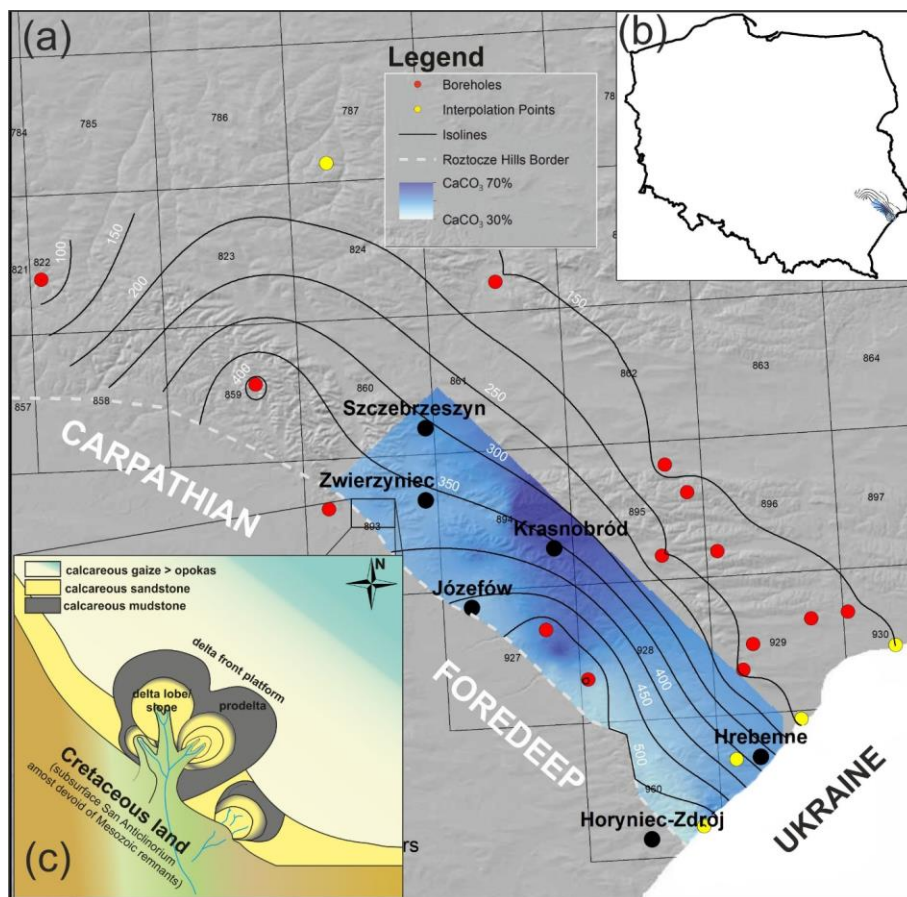 (a)
(b)
Legend
Boreholes
Interpolation Points
Isolines
Roztocze Hills Border
CaCO₃ 70%
CaCO₃ 30%
784
785
786
787
100
150
821
822
823
824
200
150
857
858
859
400
860
861
862
863
864
250
Szczebrzeszyn
300
CARPATHIAN
Zwierzyniec
350
893
894
895
896
897
Krasnobród
Józefów
927
928
929
930
400
450
FOREDEEP
500
Hrebenne
960
Horyniec-Zdrój
UKRAINE
calcareous gaize > opokas
calcareous sandstone
calcareous mudstone
N
delta front platform
delta lobe/
slope
prodelta
Cretaceous land
(subsurface San Anticlinorium
amost devoid of Mesozoic remnants)
(c)
rs